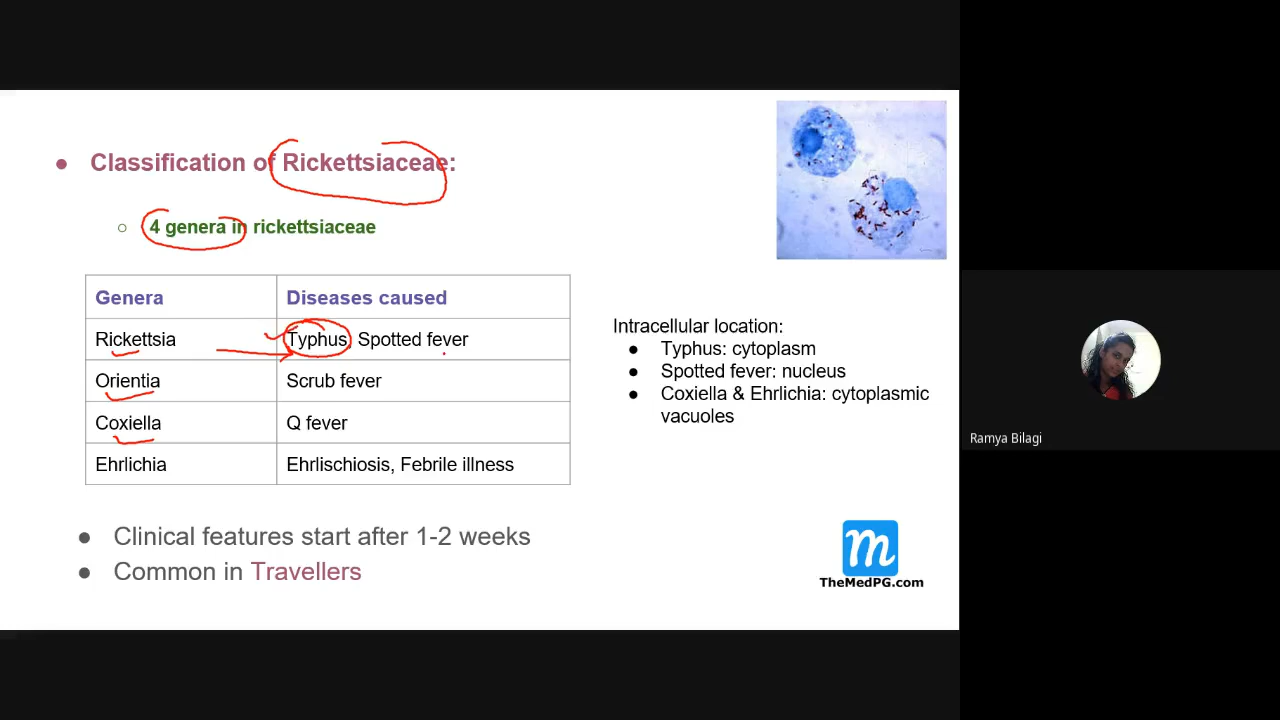 Classification of Rickettsiaceae:
4 genera in rickettsiaceae
Genera Diseases caused
Rickettsia Typhus Spotted fever
Orientia Scrub fever
Coxiella Q fever
Ehrlichia Ehrlischiosis, Febrile illness
Intracellular location:
Typhus: cytoplasm
Spotted fever: nucleus
Coxiella & Ehrlichia: cytoplasmic
vacuoles
Clinical features start after 1-2 weeks
Common in Travellers
m
TheMedPG.com
Ramya Bilagi